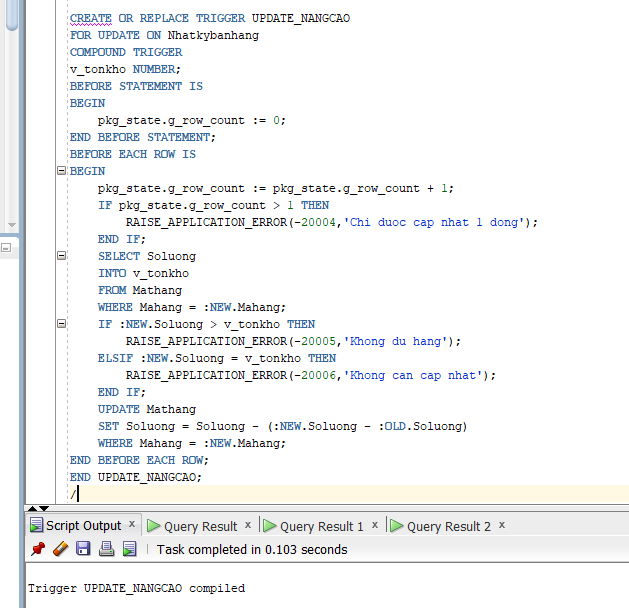 CREATE OR REPLACE TRIGGER UPDATE_NANGCAO
FOR UPDATE ON Nhatkybanhang
COMPOUND TRIGGER
v_tonkho NUMBER;
BEFORE STATEMENT IS
BEGIN
    pkg_state.g_row_count := 0;
END BEFORE STATEMENT;
BEFORE EACH ROW IS
BEGIN
    pkg_state.g_row_count := pkg_state.g_row_count + 1;
    IF pkg_state.g_row_count > 1 THEN
        RAISE_APPLICATION_ERROR(-20004,'Chi duoc cap nhat 1 dong');
    END IF;
    SELECT Soluong
    INTO v_tonkho
    FROM Mathang
    WHERE Mahang = :NEW.Mahang;
    IF :NEW.Soluong > v_tonkho THEN
        RAISE_APPLICATION_ERROR(-20005,'Khong du hang');
    ELSIF :NEW.Soluong = v_tonkho THEN
        RAISE_APPLICATION_ERROR(-20006,'Khong can cap nhat');
    END IF;
    UPDATE Mathang
    SET Soluong = Soluong - (:NEW.Soluong - :OLD.Soluong)
    WHERE Mahang = :NEW.Mahang;
END BEFORE EACH ROW;
END UPDATE_NANGCAO;
/
Script Output x Query Result x Query Result 1 x Query Result 2 x
Task completed in 0.103 seconds
Trigger UPDATE_NANGCAO compiled